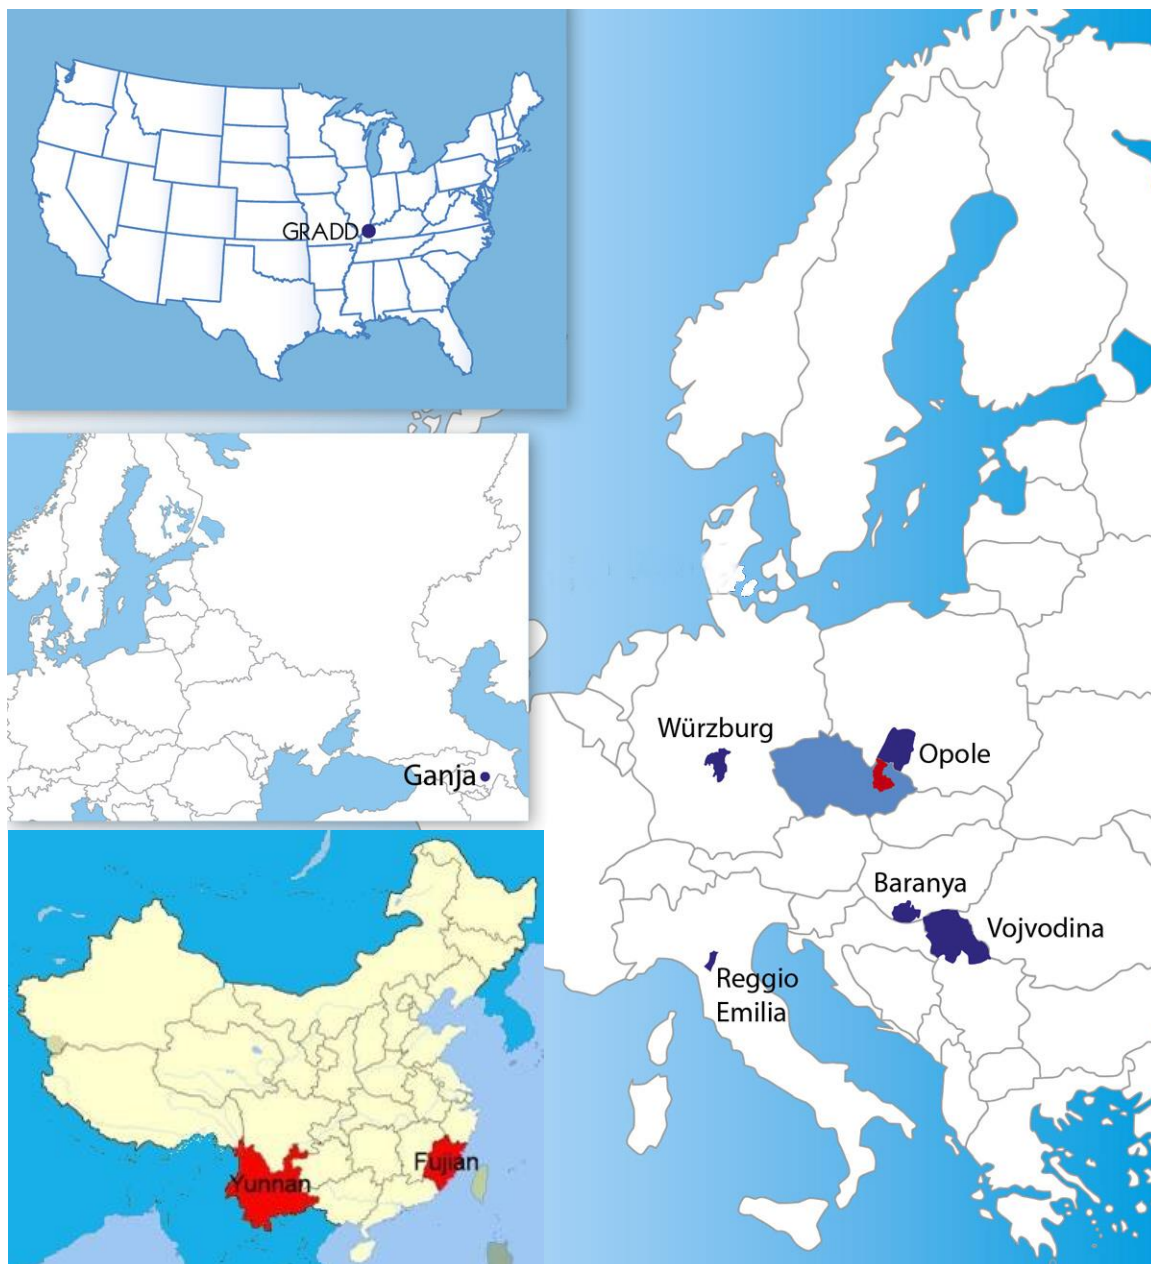 GRADD
Ganja
Yunnan
Fujian
Würzburg
Opole
Baranya
Vojvodina
Reggio
Emilia